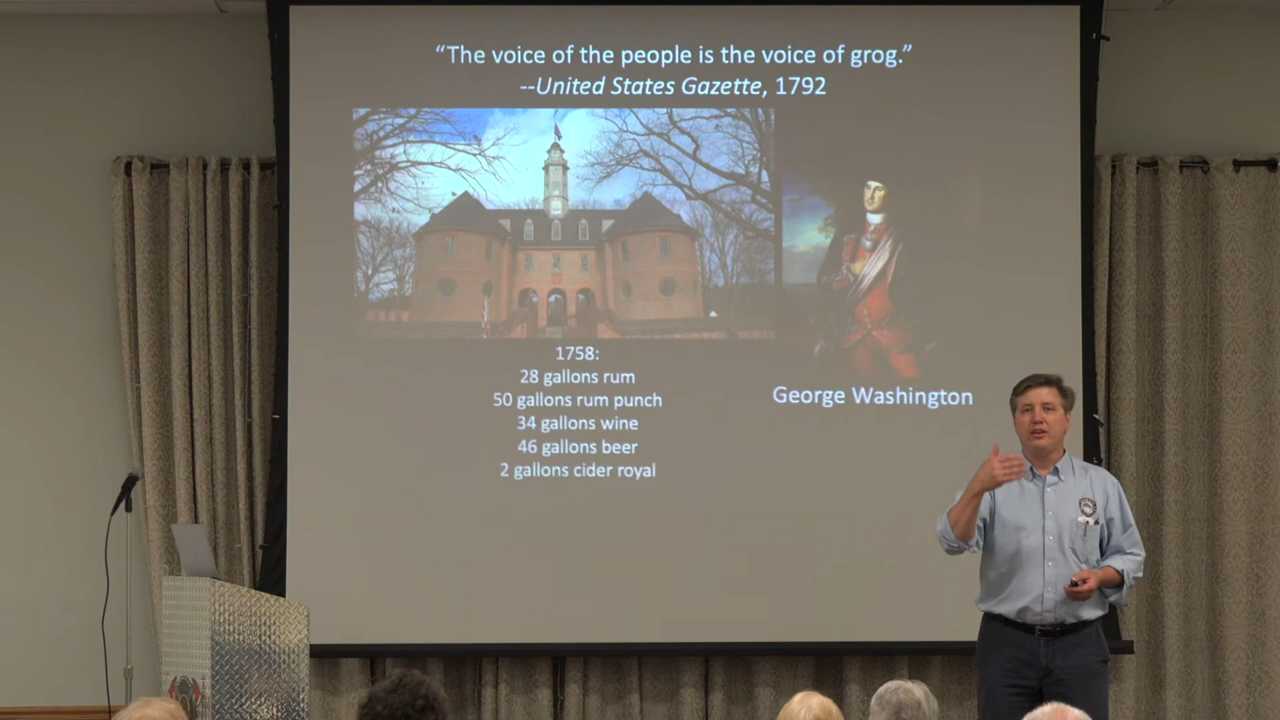 “The voice of the people is the voice of grog.”
--United States Gazette, 1792
1758:
28 gallons rum
50 gallons rum punch
34 gallons wine
46 gallons beer
2 gallons cider royal
George Washington